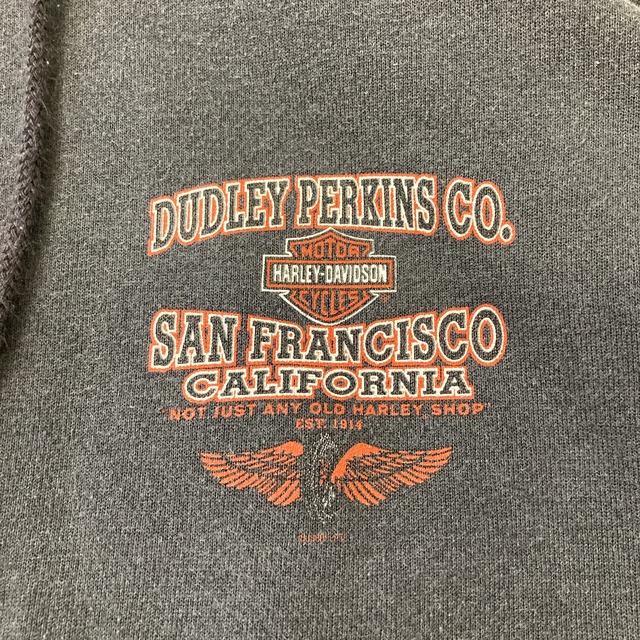 DUDLEY PERKINS CO.
MOTOR
HARLEY-DAVIDSON
CYCLES
SAN FRANCISCO
CALIFORNIA
"NOT JUST ANY OLD HARLEY SHOP"
EST. 1914